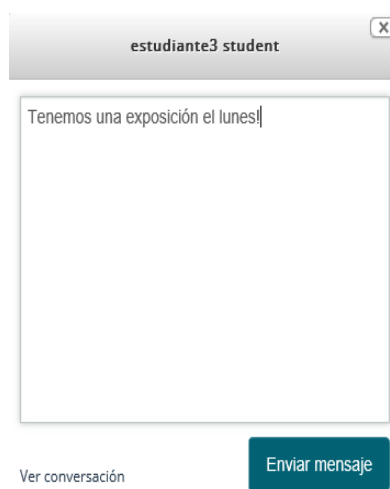 X
estudiante3 student
Tenemos una exposición el lunes!
Ver conversación
Enviar mensaje